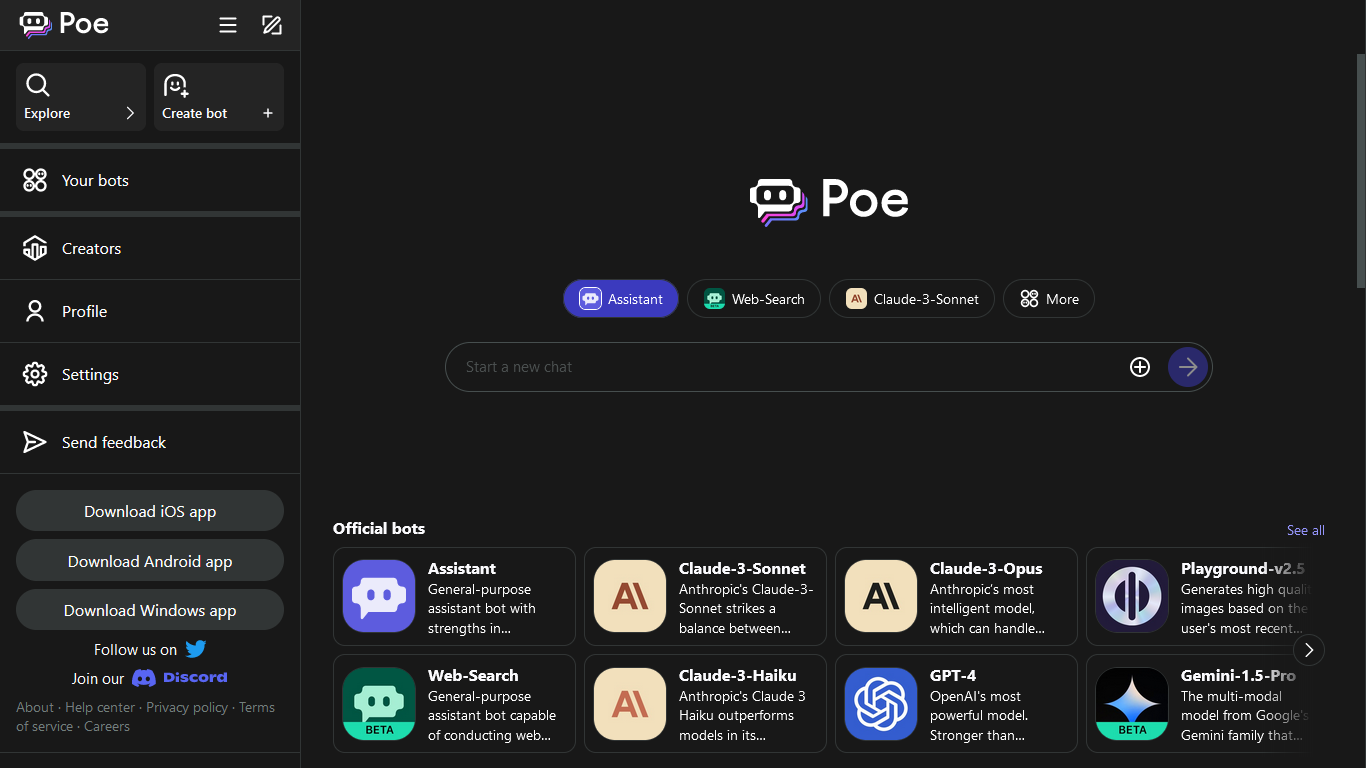 Poe
Explore
Create bot
Your bots
Creators
Profile
Settings
Send feedback
Download iOS app
Download Android app
Download Windows app
Follow us on
Join our Discord
About · Help center · Privacy policy · Terms
of service · Careers
Poe
Assistant
Web-Search
Claude-3-Sonnet
More
Start a new chat
Official bots
See all
Assistant
General-purpose
assistant bot with
strengths in...
Claude-3-Sonnet
Anthropic's Claude-3-
Sonnet strikes a
balance between...
Claude-3-Opus
Anthropic's most
intelligent model,
which can handle...
Playground-v2.5
Generates high
images based on the
user's most recent...
BETA
Web-Search
General-purpose
assistant bot capable
of conducting web...
Claude-3-Haiku
Anthropic's Claude 3
Haiku outperforms
models in its...
GPT-4
OpenAI's most
powerful model.
Stronger than...
BETA
Gemini-1.5-Pro
The multi-modal
model from Google's
Gemini family that...